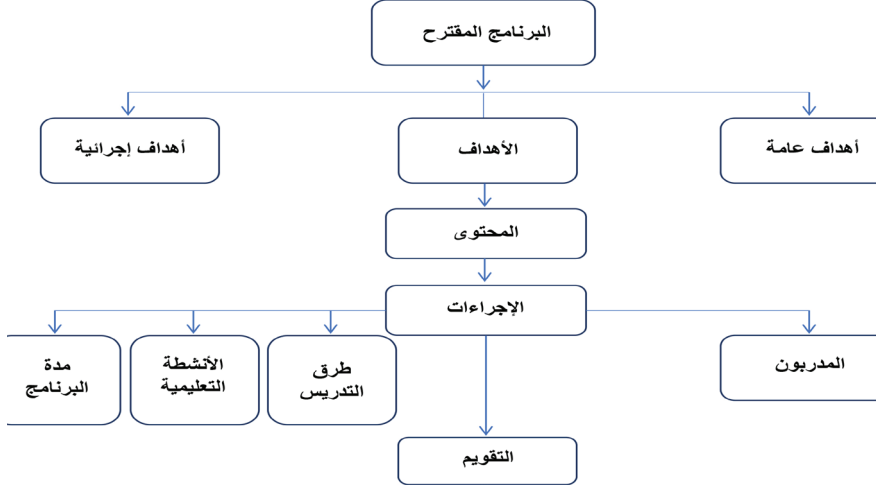 البرنامج المقترح
أهداف عامة
الأهداف
أهداف إجرائية
المحتوى
الإجراءات
المدربون
طرق
التدريس
الأنشطة
التعليمية
مدة
البرنامج
التقويم